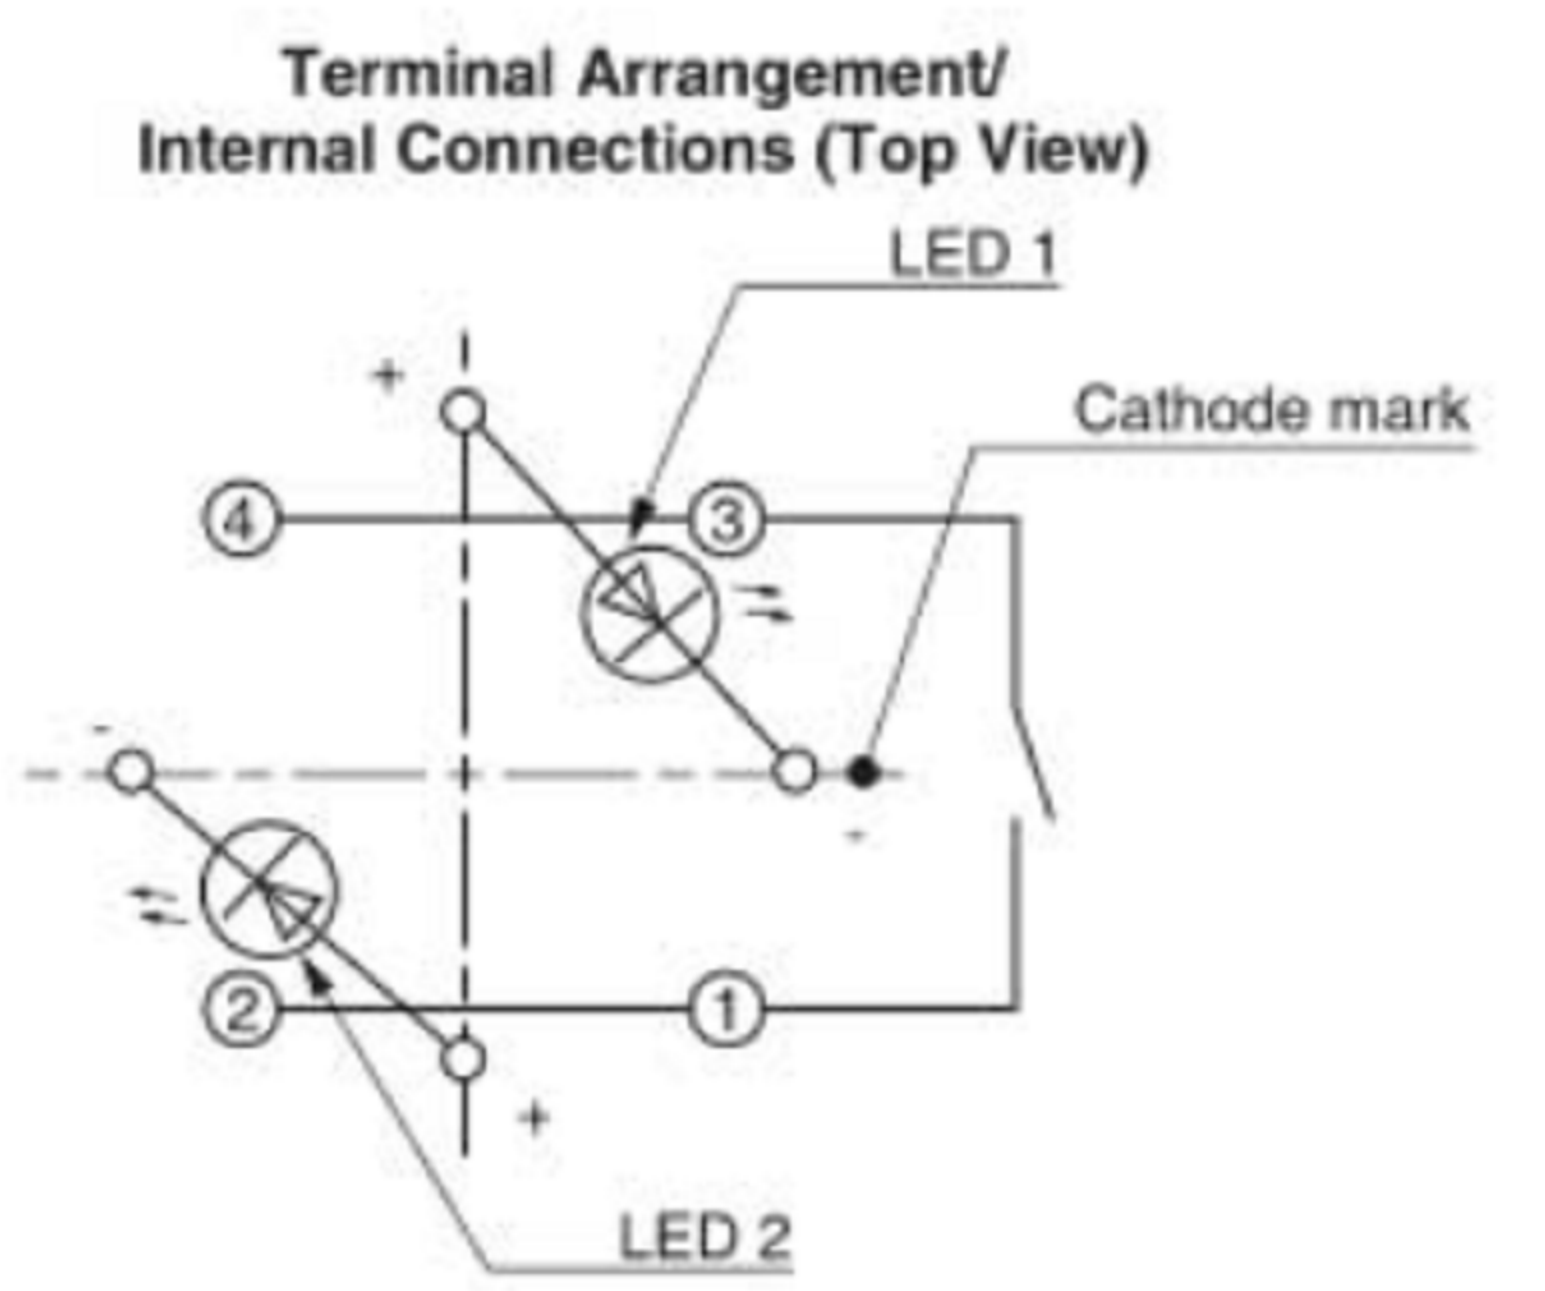 Terminal Arrangement/
Internal Connections (Top View)
LED 1
+
Cathode mark
4 3
-
-
2 1
+
LED 2